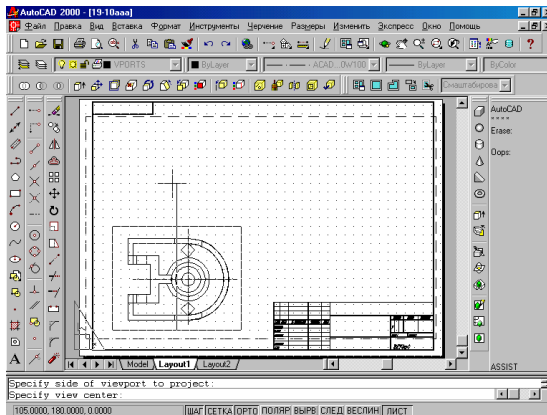 AutoCAD 2000 - [19-10aaa]
Файл Правка Вид Вставка Формат Инструменты Черчение Размеры Изменить Экспресс Окно Помощь
VPORTS ByLayer ACAD...0W100 ByLayer ByColor
Смаштабирова
AutoCAD
* * * *
Erase:
Oops:
ASSIST
Model Layout1 Layout2
Specify side of viewport to project:
Specify view center:
105.0000, 180.0000, 0.0000 ШАГ СЕТКА ОРТО ПОЛЯР ВЫРВ СЛЕД ВЕСЛИН ЛИСТ